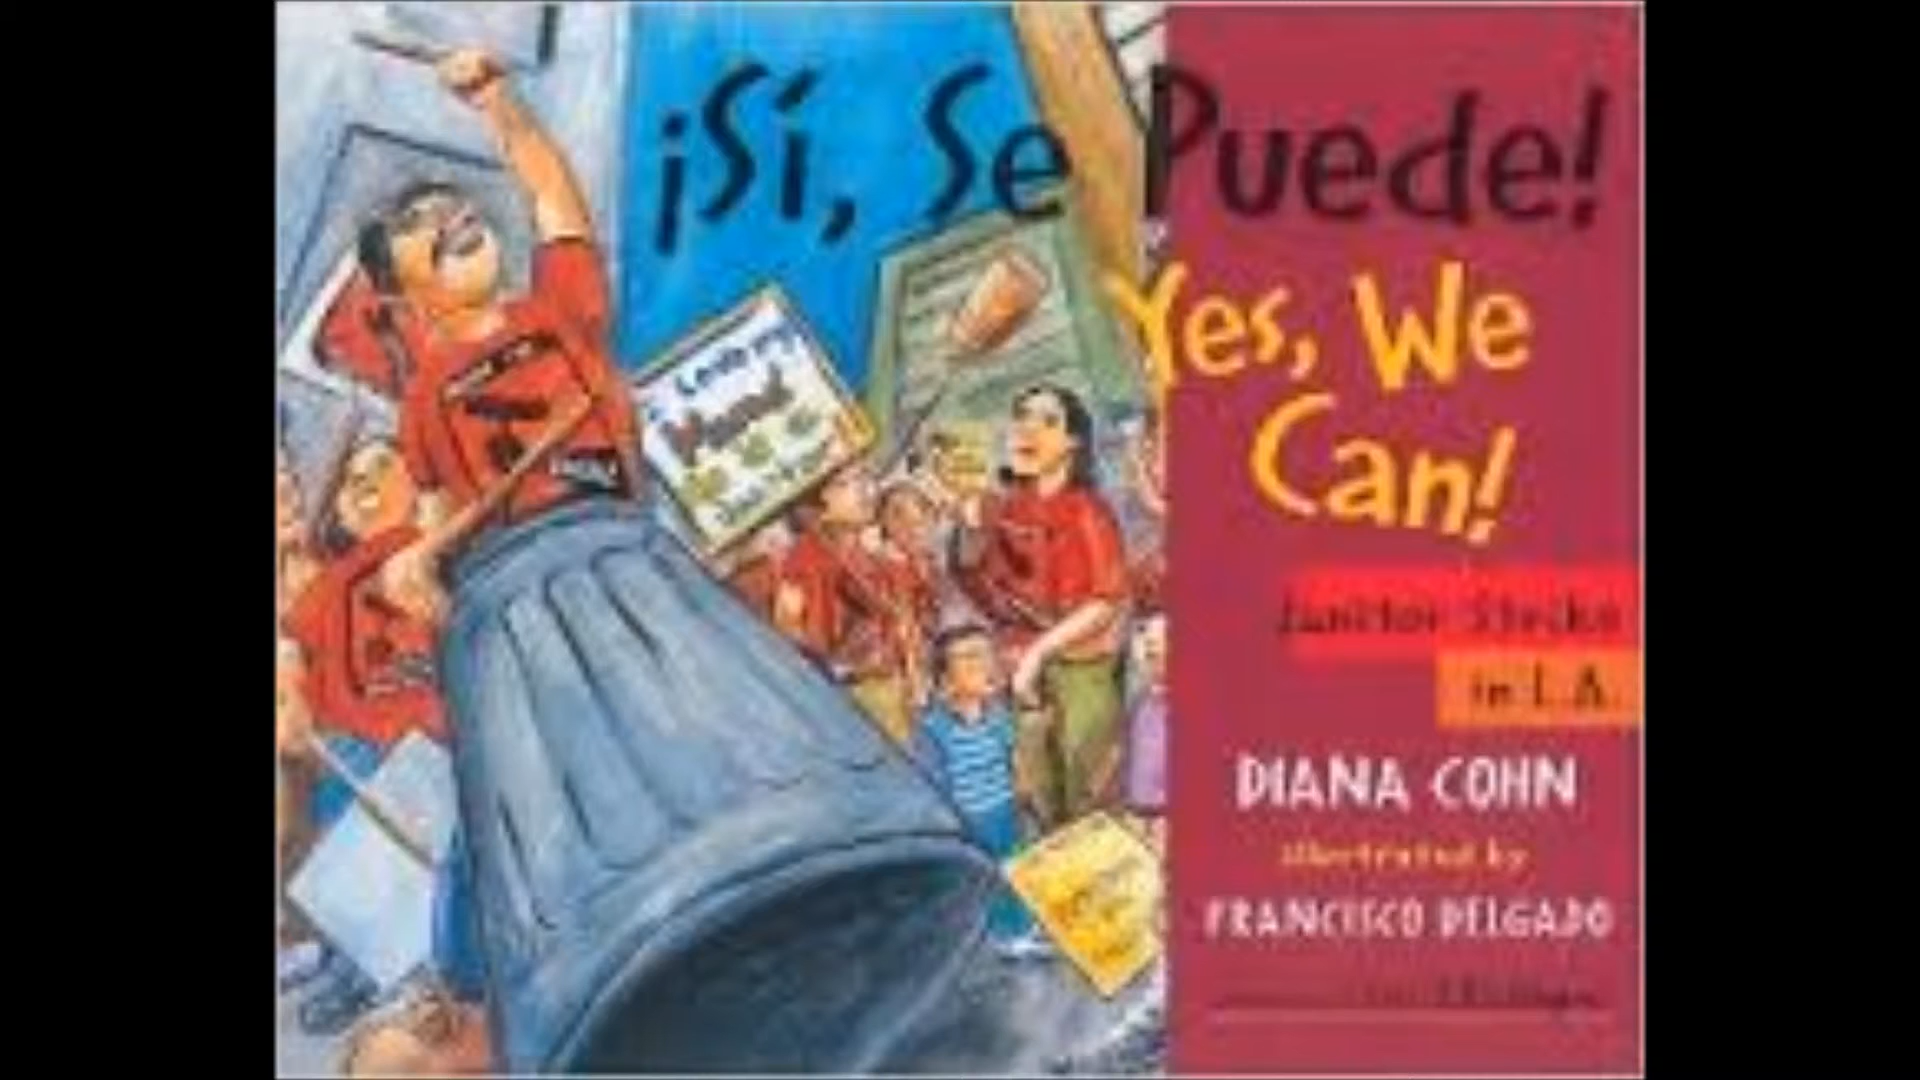 ¡Sí, Se Puede!
Yes, We
Can!
Janitor Strike
in L.A.
DIANA COHN
illustrated by
FRANCISCO DELGADO